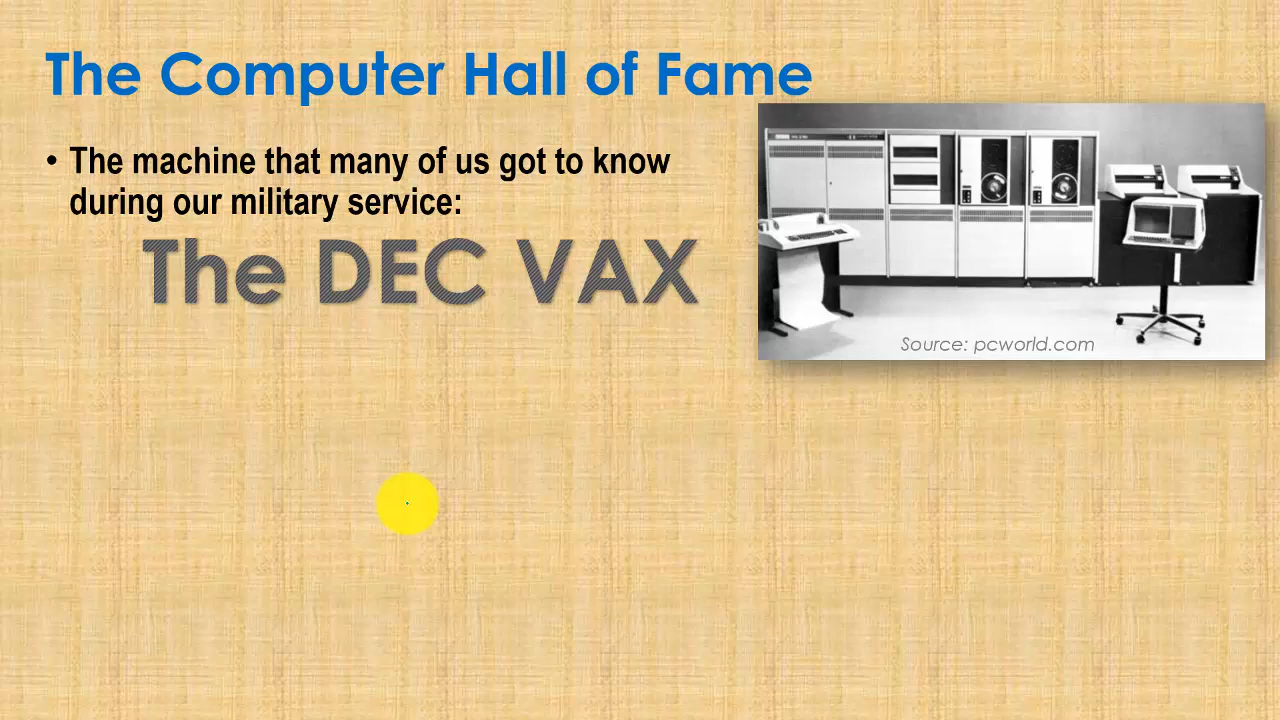 The Computer Hall of Fame
• The machine that many of us got to know
during our military service:
The DEC VAX
Source: pcworld.com